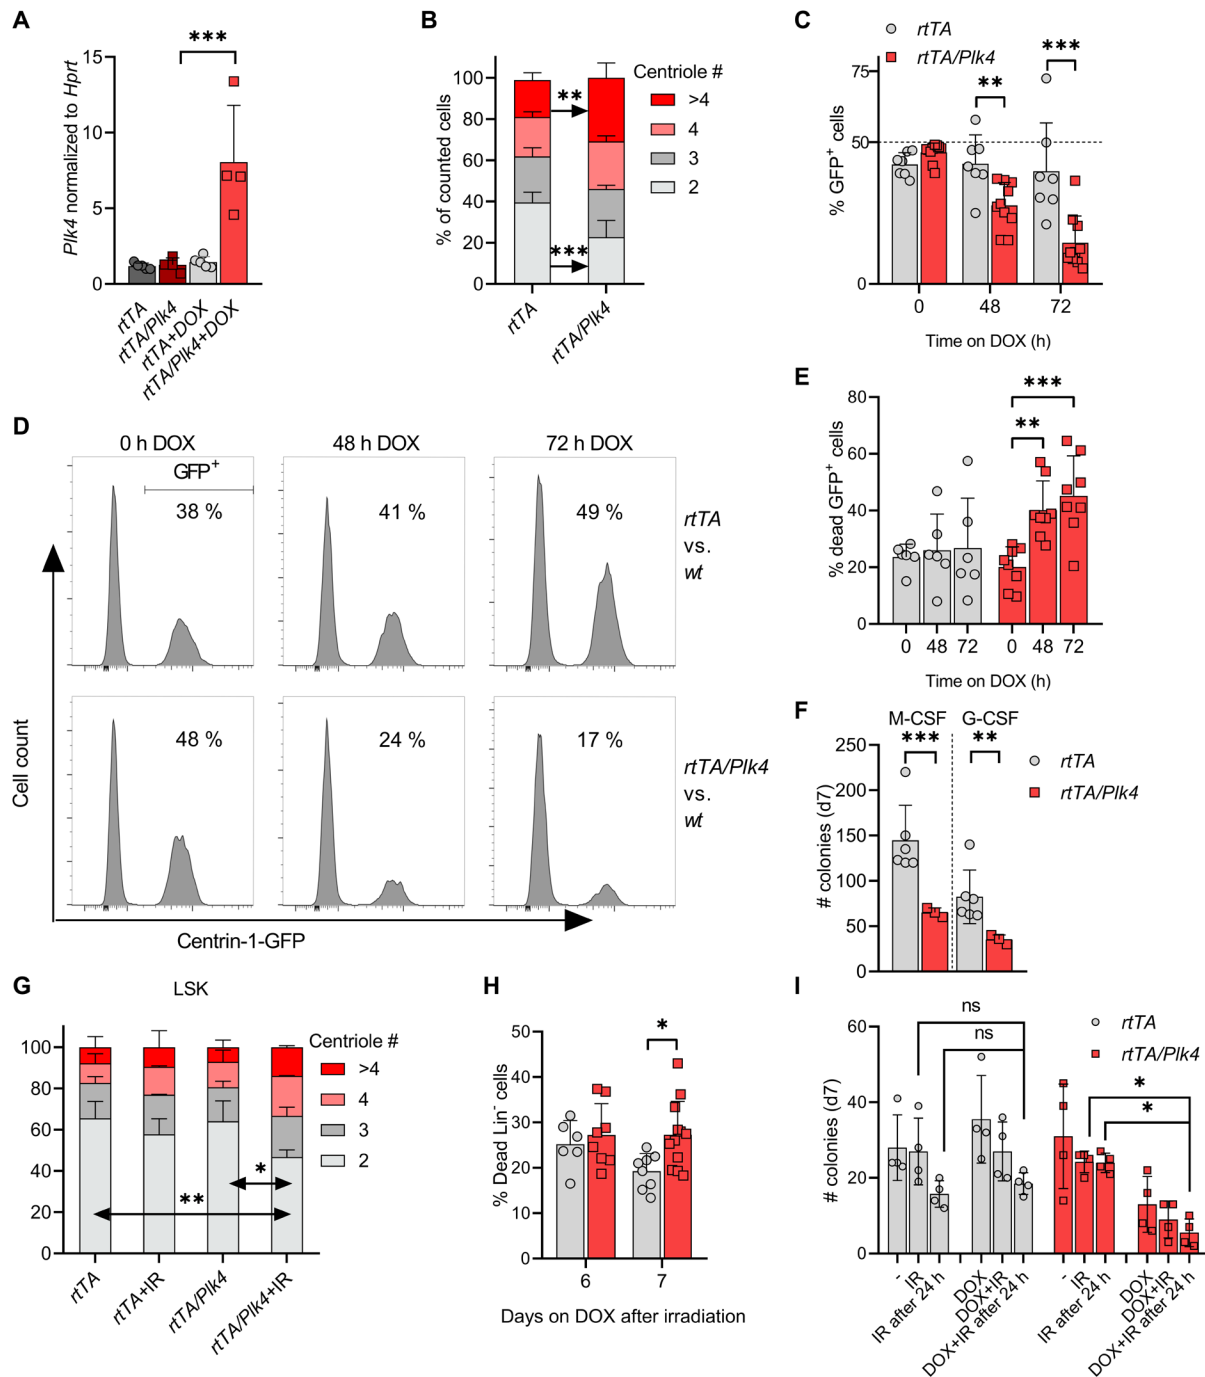 A
***
Plk4 normalized to Hprt
15
10
5
0
rtTA
rtTA/Plk4
rtTA+DOX
rtTA/Plk4+DOX
B
% of counted cells
100
80
60
40
20
0
**
***
rtTA
rtTA/Plk4
Centriole #
>4
4
3
2
C
rtTA
rtTA/Plk4
% GFP+ cells
75
50
0
**
***
0
48
72
Time on DOX (h)
D
0 h DOX
48 h DOX
72 h DOX
GFP+
38 %
41 %
49 %
rtTA
vs.
wt
48 %
24 %
17 %
rtTA/Plk4
vs.
wt
Cell count
Centrin-1-GFP
E
% dead GFP+ cells
80
60
40
20
0
***
**
0
48
72
0
48
72
Time on DOX (h)
F
M-CSF
G-CSF
***
**
# colonies (d7)
250
200
150
100
50
0
rtTA
rtTA/Plk4
G
LSK
100
80
60
40
20
0
*
**
rtTA
rtTA+IR
rtTA/Plk4
rtTA/Plk4+IR
Centriole #
>4
4
3
2
H
% Dead Lin- cells
50
40
30
20
10
0
*
6
7
Days on DOX after irradiation
I
ns
ns
rtTA
rtTA/Plk4
*
*
# colonies (d7)
60
40
20
0
-
IR
IR after 24 h
DOX
DOX+IR
DOX+IR after 24 h
-
IR
IR after 24 h
DOX
DOX+IR
DOX+IR after 24 h